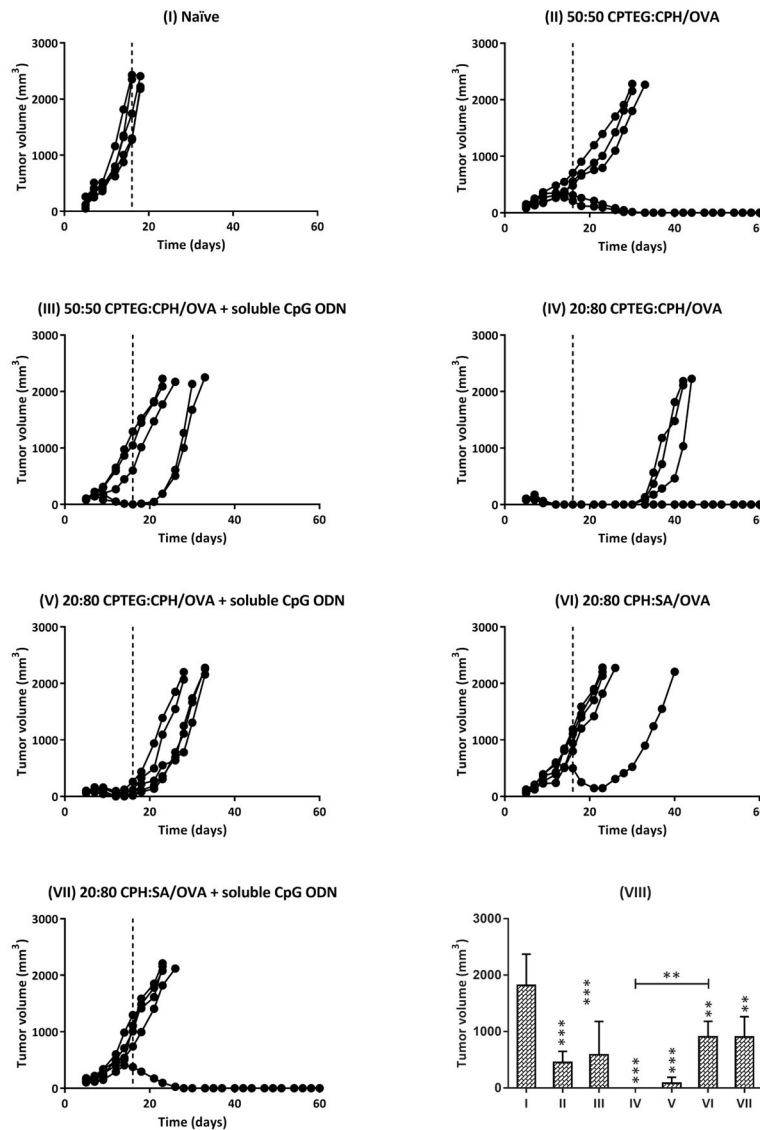 (I) Naïve
Tumor volume (mm³)
3000
2000
1000
0
0 20 40 60
Time (days)
(II) 50:50 CPTEG:CPH/OVA
Tumor volume (mm³)
3000
2000
1000
0
0 20 40 60
Time (days)
(III) 50:50 CPTEG:CPH/OVA + soluble CpG ODN
Tumor volume (mm³)
3000
2000
1000
0
0 20 40 60
Time (days)
(IV) 20:80 CPTEG:CPH/OVA
Tumor volume (mm³)
3000
2000
1000
0
0 20 40 60
Time (days)
(V) 20:80 CPTEG:CPH/OVA + soluble CpG ODN
Tumor volume (mm³)
3000
2000
1000
0
0 20 40 60
Time (days)
(VI) 20:80 CPH:SA/OVA
Tumor volume (mm³)
3000
2000
1000
0
0 20 40 60
Time (days)
(VII) 20:80 CPH:SA/OVA + soluble CpG ODN
Tumor volume (mm³)
3000
2000
1000
0
0 20 40 60
Time (days)
(VIII)
Tumor volume (mm³)
3000
2000
1000
0
**
*** *** *** *** ** **
I II III IV V VI VII